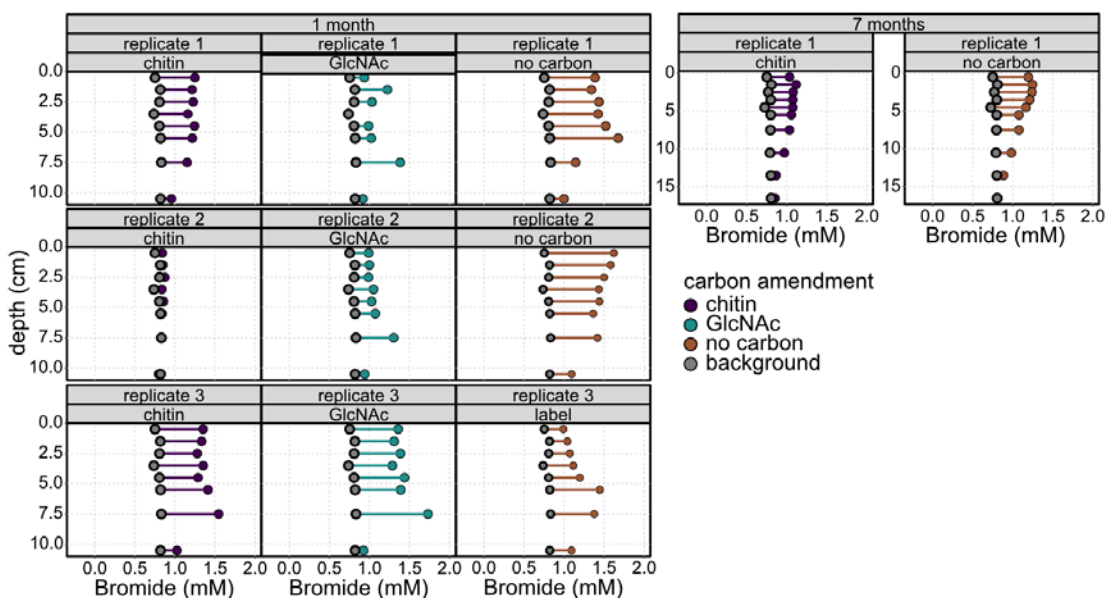 1 month
replicate 1 replicate 1 replicate 1
chitin GlcNAc no carbon
0.0
2.5
5.0
7.5
10.0
replicate 2 replicate 2 replicate 2
chitin GlcNAc no carbon
0.0
2.5
5.0
7.5
10.0
replicate 3 replicate 3 replicate 3
chitin GlcNAc label
0.0
2.5
5.0
7.5
10.0
depth (cm)
0.0 0.5 1.0 1.5 2.0 0.0 0.5 1.0 1.5 2.0 0.0 0.5 1.0 1.5 2.0
Bromide (mM) Bromide (mM) Bromide (mM)
7 months
replicate 1 replicate 1
chitin no carbon
0
5
10
15
0.0 0.5 1.0 1.5 2.0 0.0 0.5 1.0 1.5 2.0
Bromide (mM) Bromide (mM)
carbon amendment
chitin
GlcNAc
no carbon
background